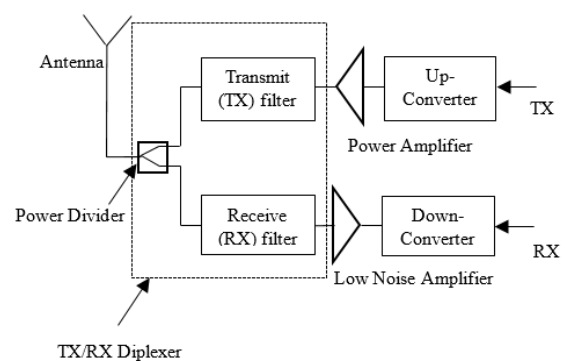 Antenna
Transmit
(TX) filter
Up-
Converter
TX
Power Amplifier
Power Divider
Receive
(RX) filter
Down-
Converter
RX
Low Noise Amplifier
TX/RX Diplexer